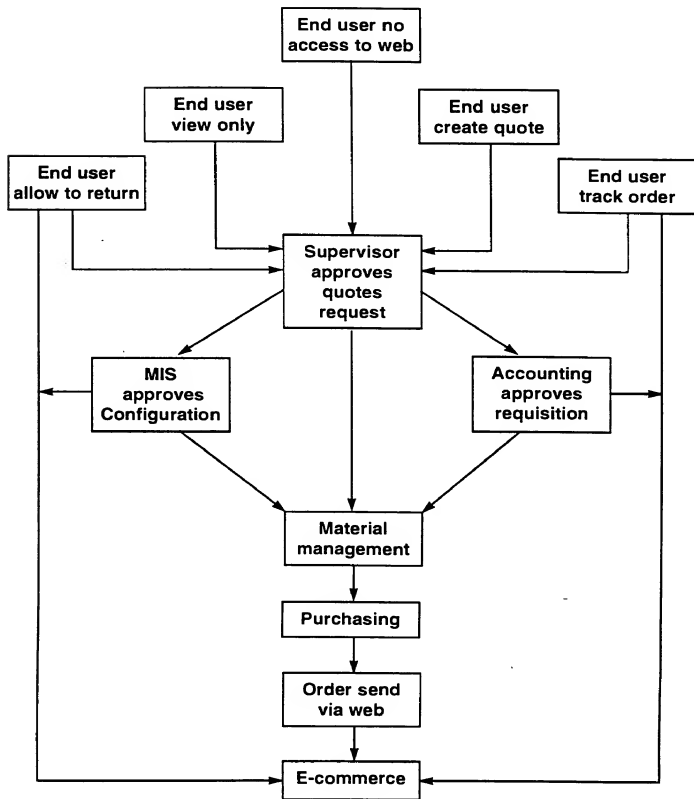 End user no
access to web
End user
view only
End user
create quote
End user
allow to return
End user
track order
Supervisor
approves
quotes
request
MIS
approves
Configuration
Accounting
approves
requisition
Material
management
Purchasing
Order send
via web
E-commerce